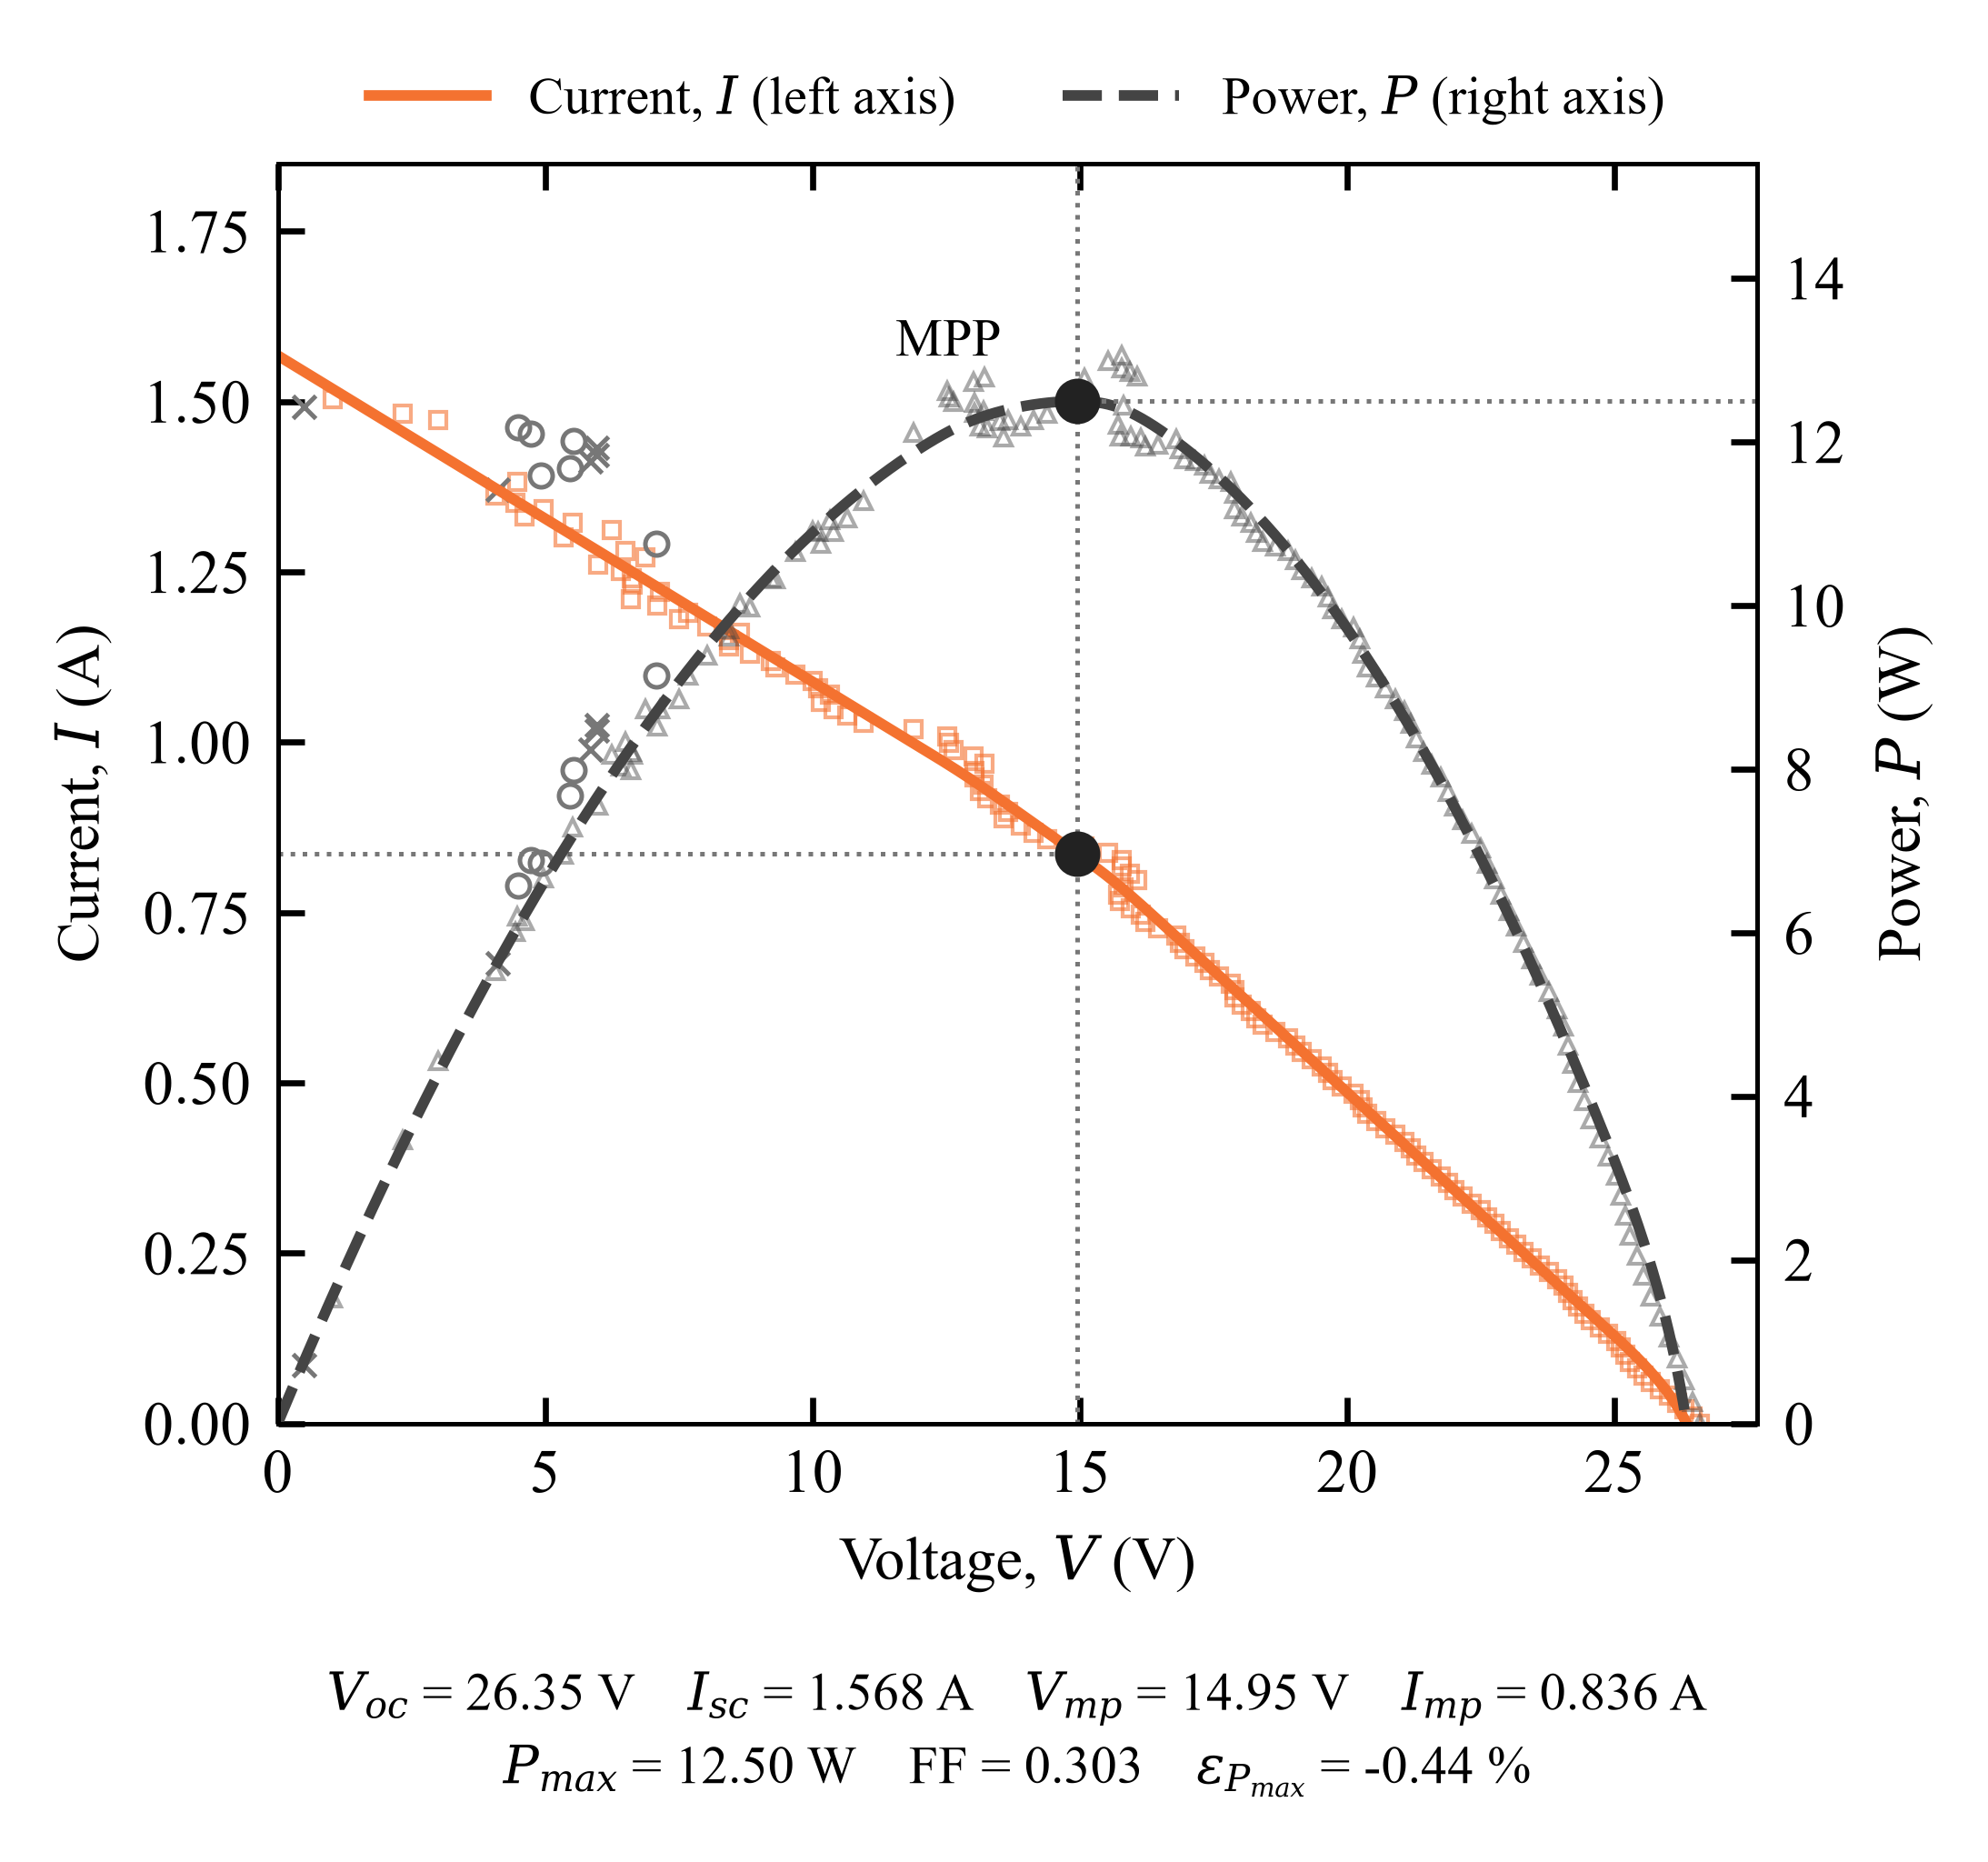 Current, I (left axis) Power, P (right axis)
MPP
1.75
1.50
1.25
1.00
0.75
0.50
0.25
0.00
Current, I (A)
14
12
10
8
6
4
2
0
Power, P (W)
0 5 10 15 20 25
Voltage, V (V)
V_oc = 26.35 V I_sc = 1.568 A V_mp = 14.95 V I_mp = 0.836 A
P_max = 12.50 W FF = 0.303 ε_P_max = -0.44 %